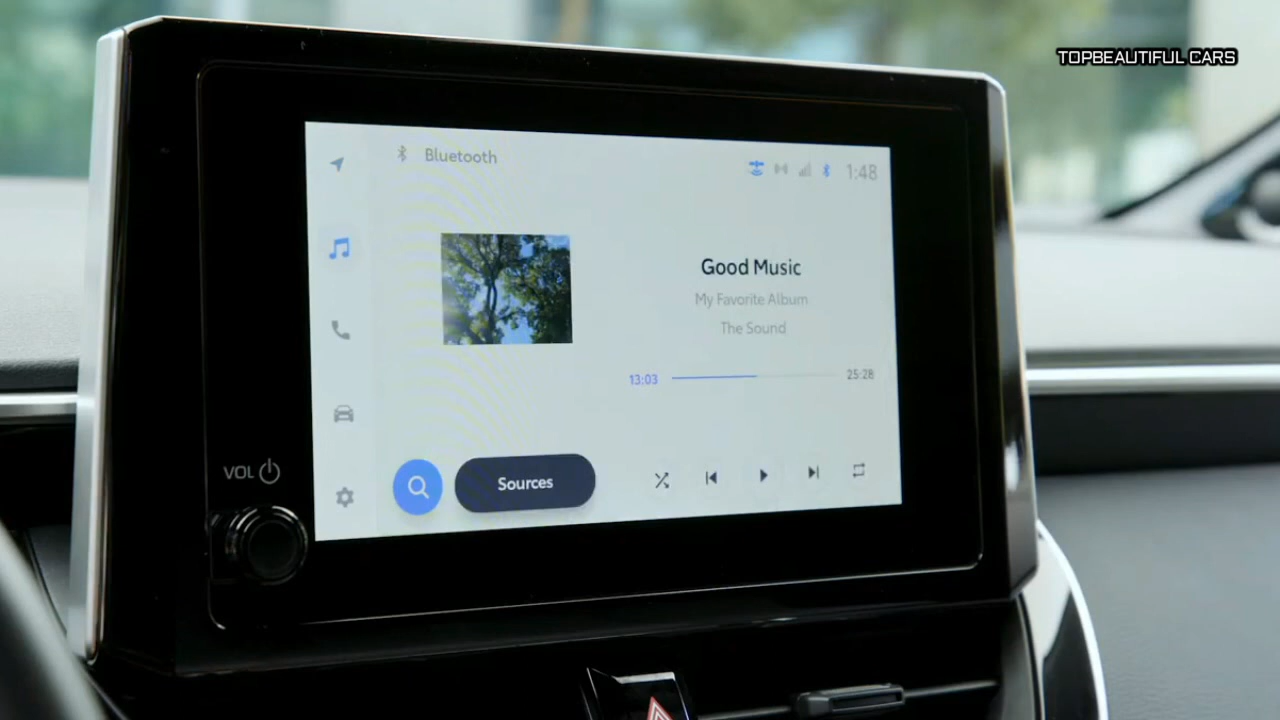 TOPBEAUTIFUL CARS
Bluetooth
1:48
Good Music
My Favorite Album
The Sound
13:03
25:28
VOL
Sources